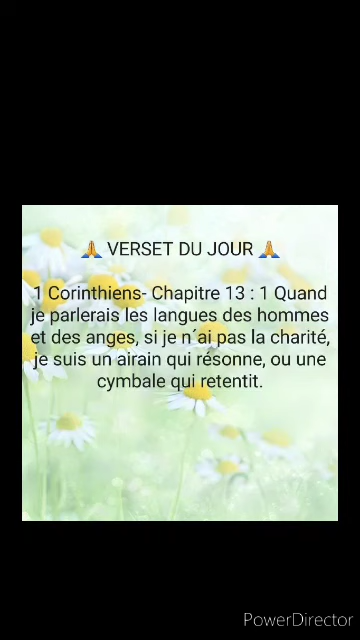 🙏 VERSET DU JOUR 🙏
1 Corinthiens- Chapitre 13 : 1 Quand
je parlerais les langues des hommes
et des anges, si je n´ai pas la charité,
je suis un airain qui résonne, ou une
cymbale qui retentit.
PowerDirector